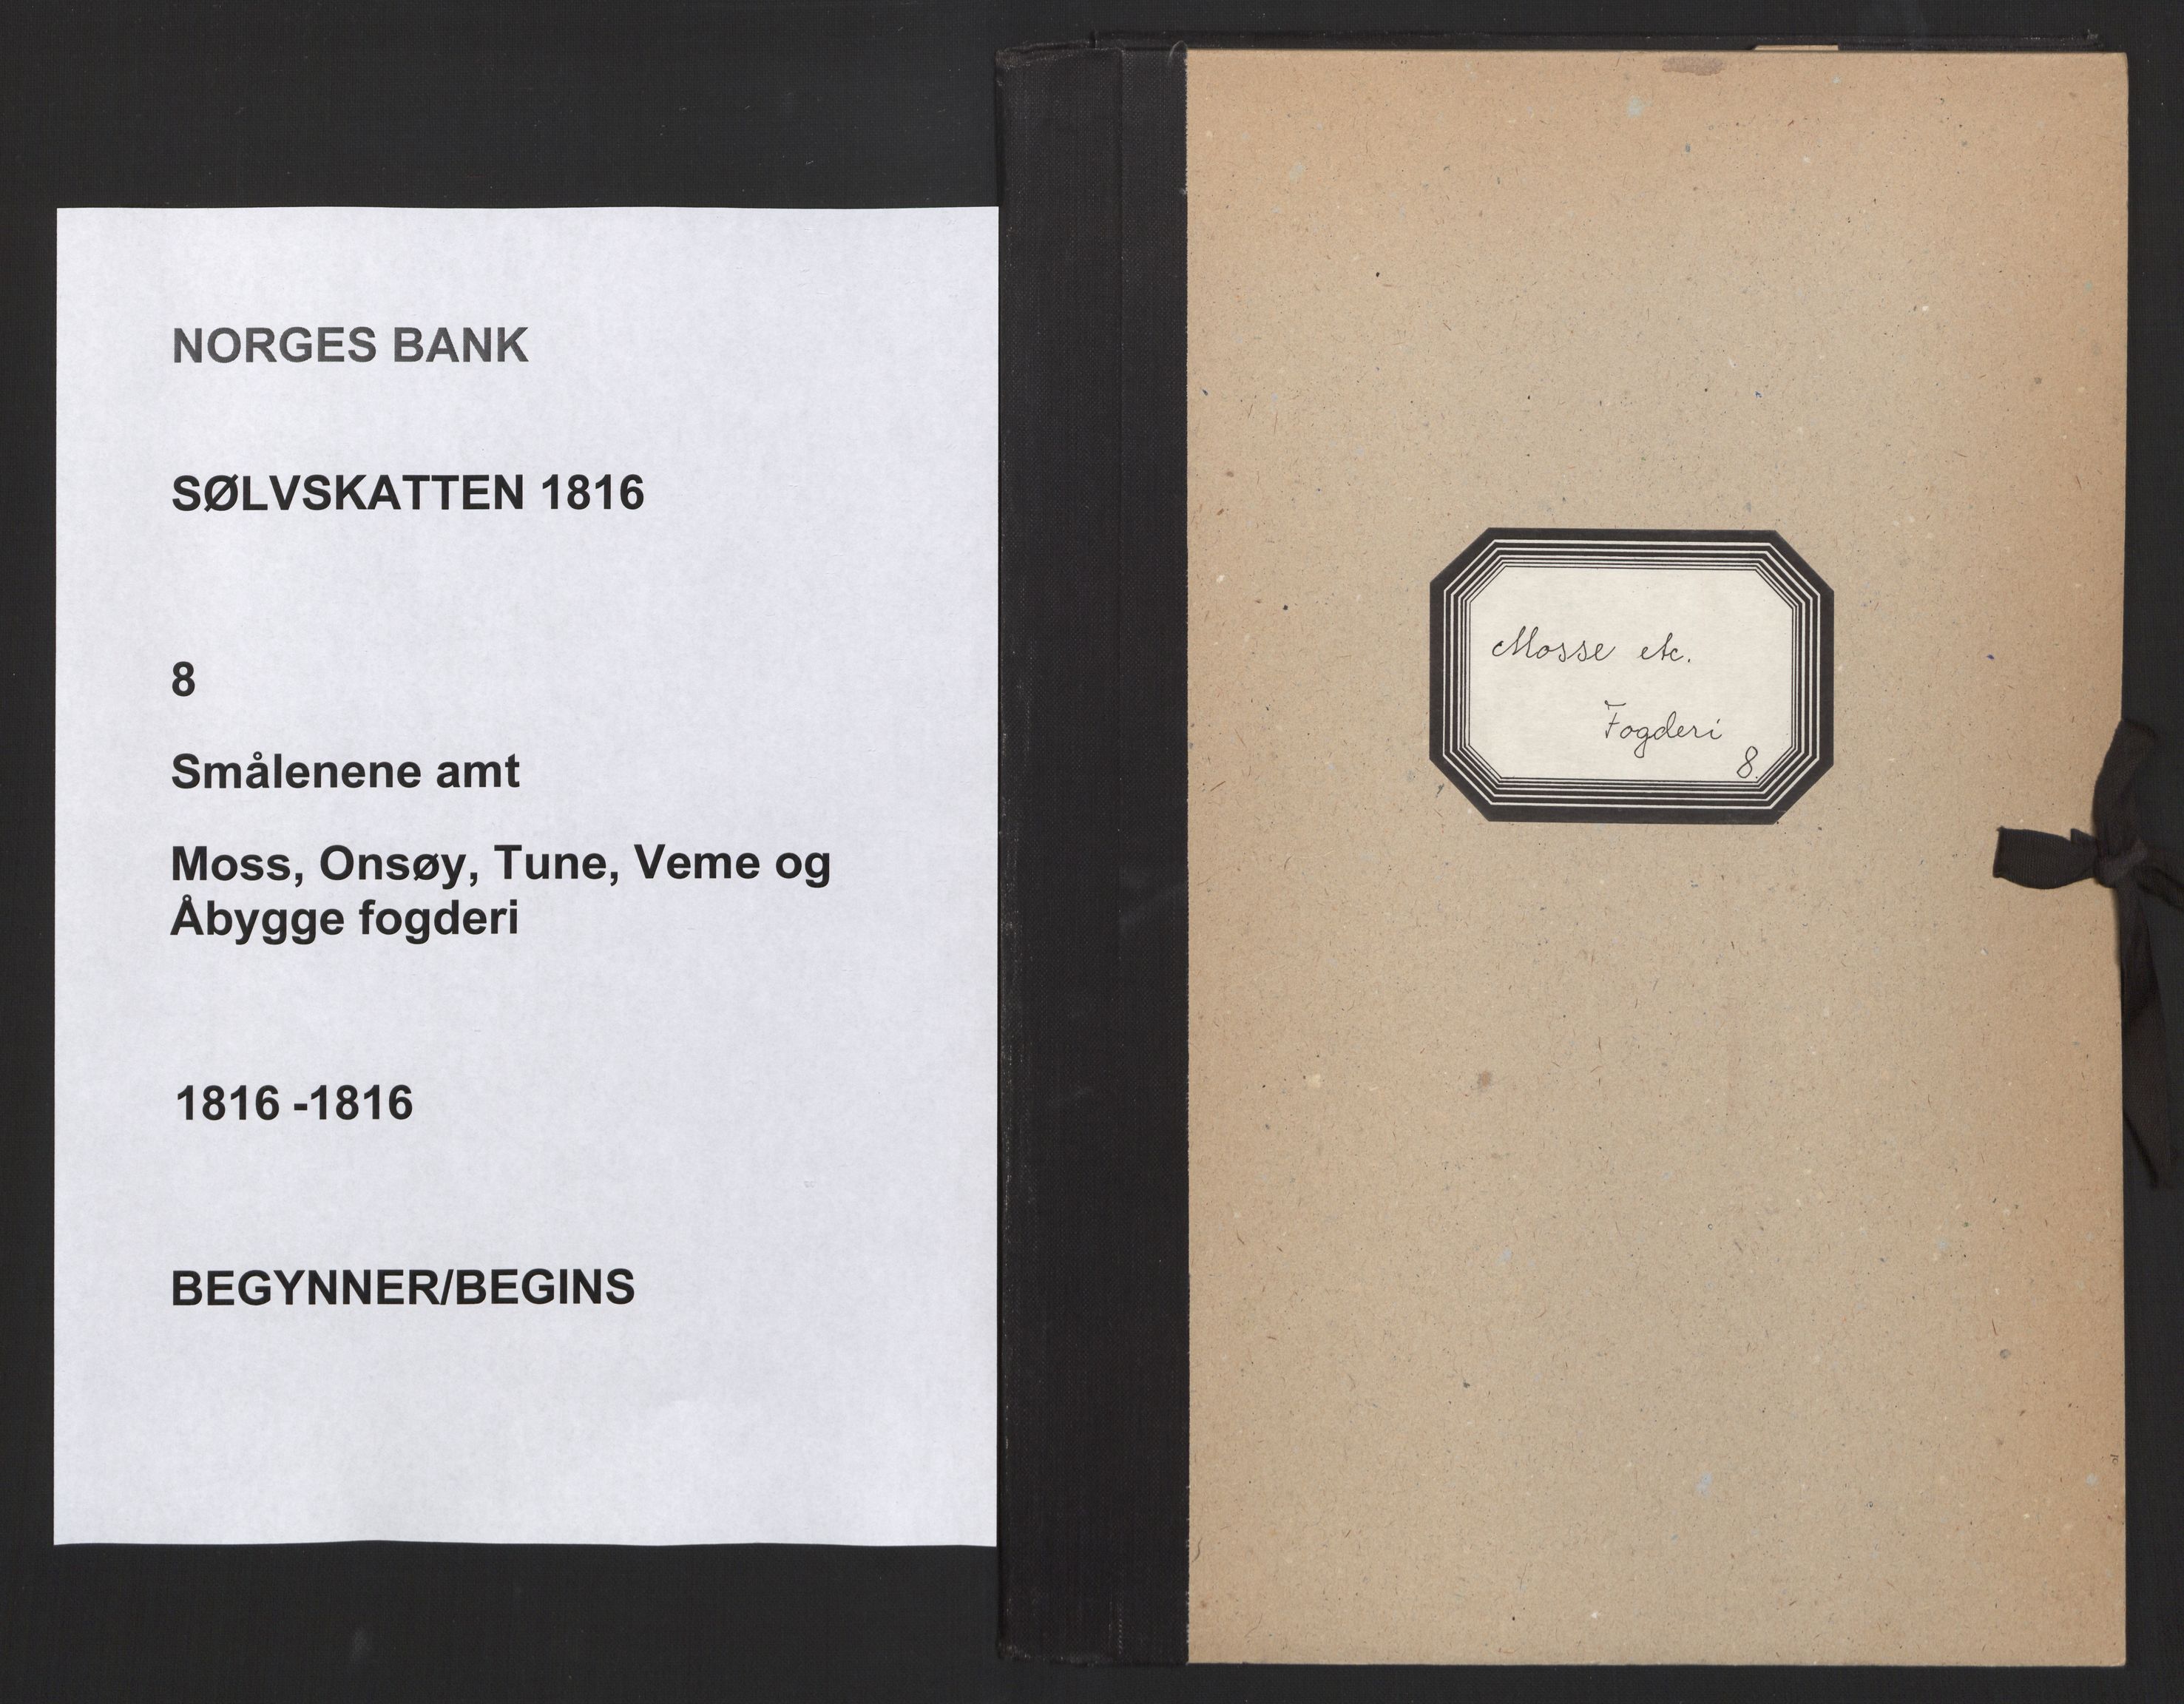 NORGES BANK
SØLVSKATTEN 1816
8
Smålenene amt
Moss, Onsøy, Tune, Veme og
Åbygge fogderi
1816 -1816
BEGYNNER/BEGINS
Mosse etc.
Fogderi
8.